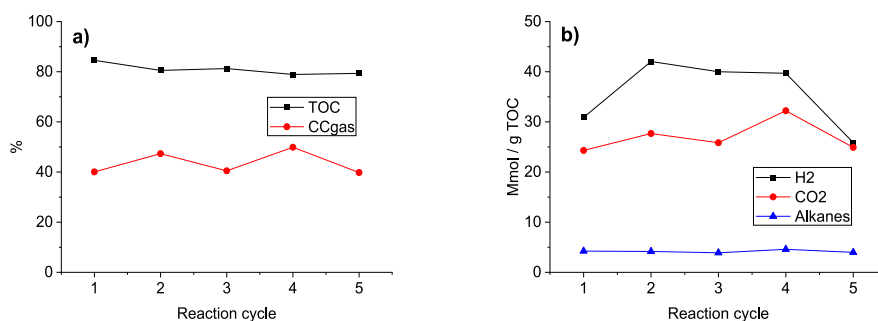 a)
100
80
60
40
20
0
%
TOC
CCgas
1 2 3 4 5
Reaction cycle
b)
50
40
30
20
10
0
Mmol / g TOC
H2
CO2
Alkanes
1 2 3 4 5
Reaction cycle